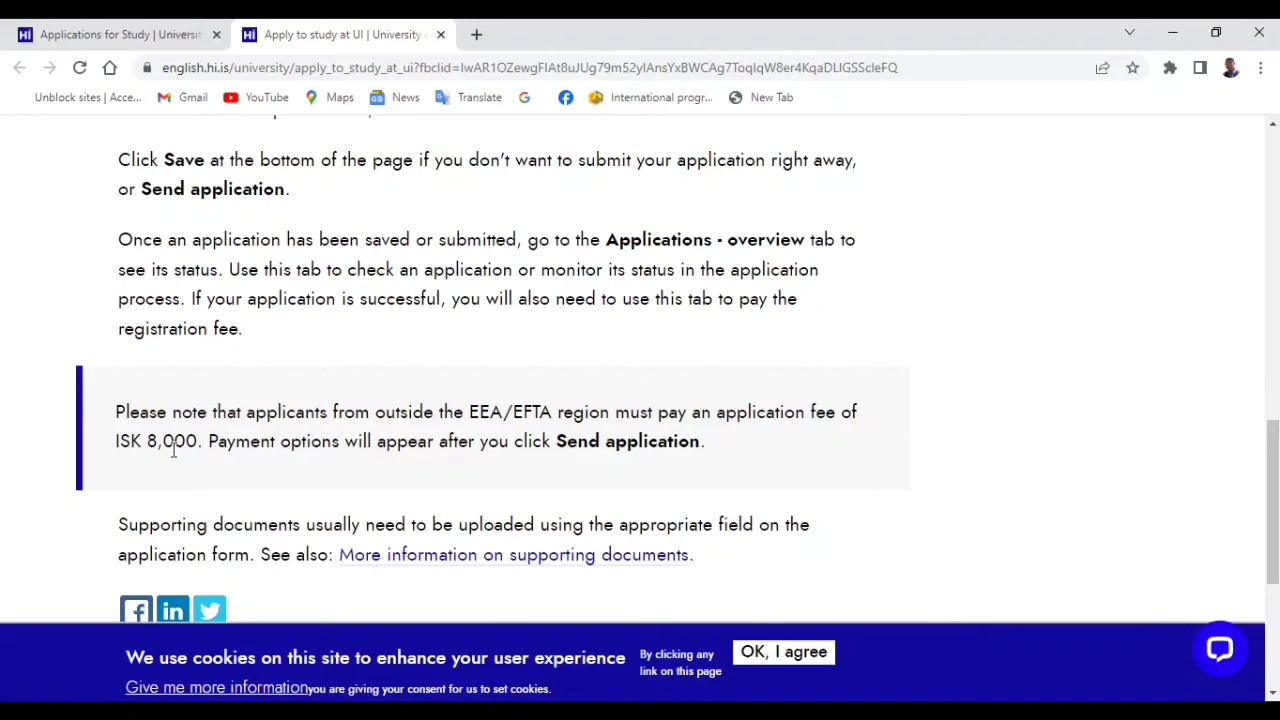 Applications for Study | Universit
Apply to study at UI | University
english.hi.is/university/apply_to_study_at_ui?fbclid=IwAR1OZewgFIAt8uJUg79m52yIAnsYxBWCAg7ToqIqW8er4KqaDLIGSScleFQ
Unblock sites | Acce... Gmail YouTube Maps News Translate International progr... New Tab
Click Save at the bottom of the page if you don't want to submit your application right away,
or Send application.
Once an application has been saved or submitted, go to the Applications - overview tab to
see its status. Use this tab to check an application or monitor its status in the application
process. If your application is successful, you will also need to use this tab to pay the
registration fee.
Please note that applicants from outside the EEA/EFTA region must pay an application fee of
ISK 8,000. Payment options will appear after you click Send application.
Supporting documents usually need to be uploaded using the appropriate field on the
application form. See also: More information on supporting documents.
We use cookies on this site to enhance your user experience
By clicking any
link on this page
OK, I agree
Give me more information you are giving your consent for us to set cookies.